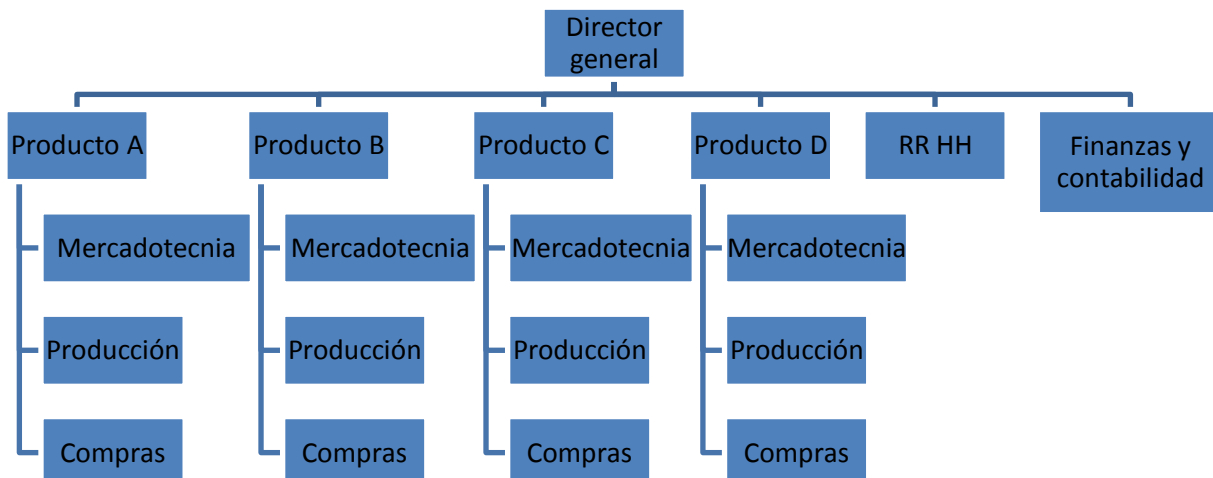 Director
general
Producto A
Producto B
Producto C
Producto D
RR HH
Finanzas y
contabilidad
Mercadotecnia
Mercadotecnia
Mercadotecnia
Mercadotecnia
Producción
Producción
Producción
Producción
Compras
Compras
Compras
Compras